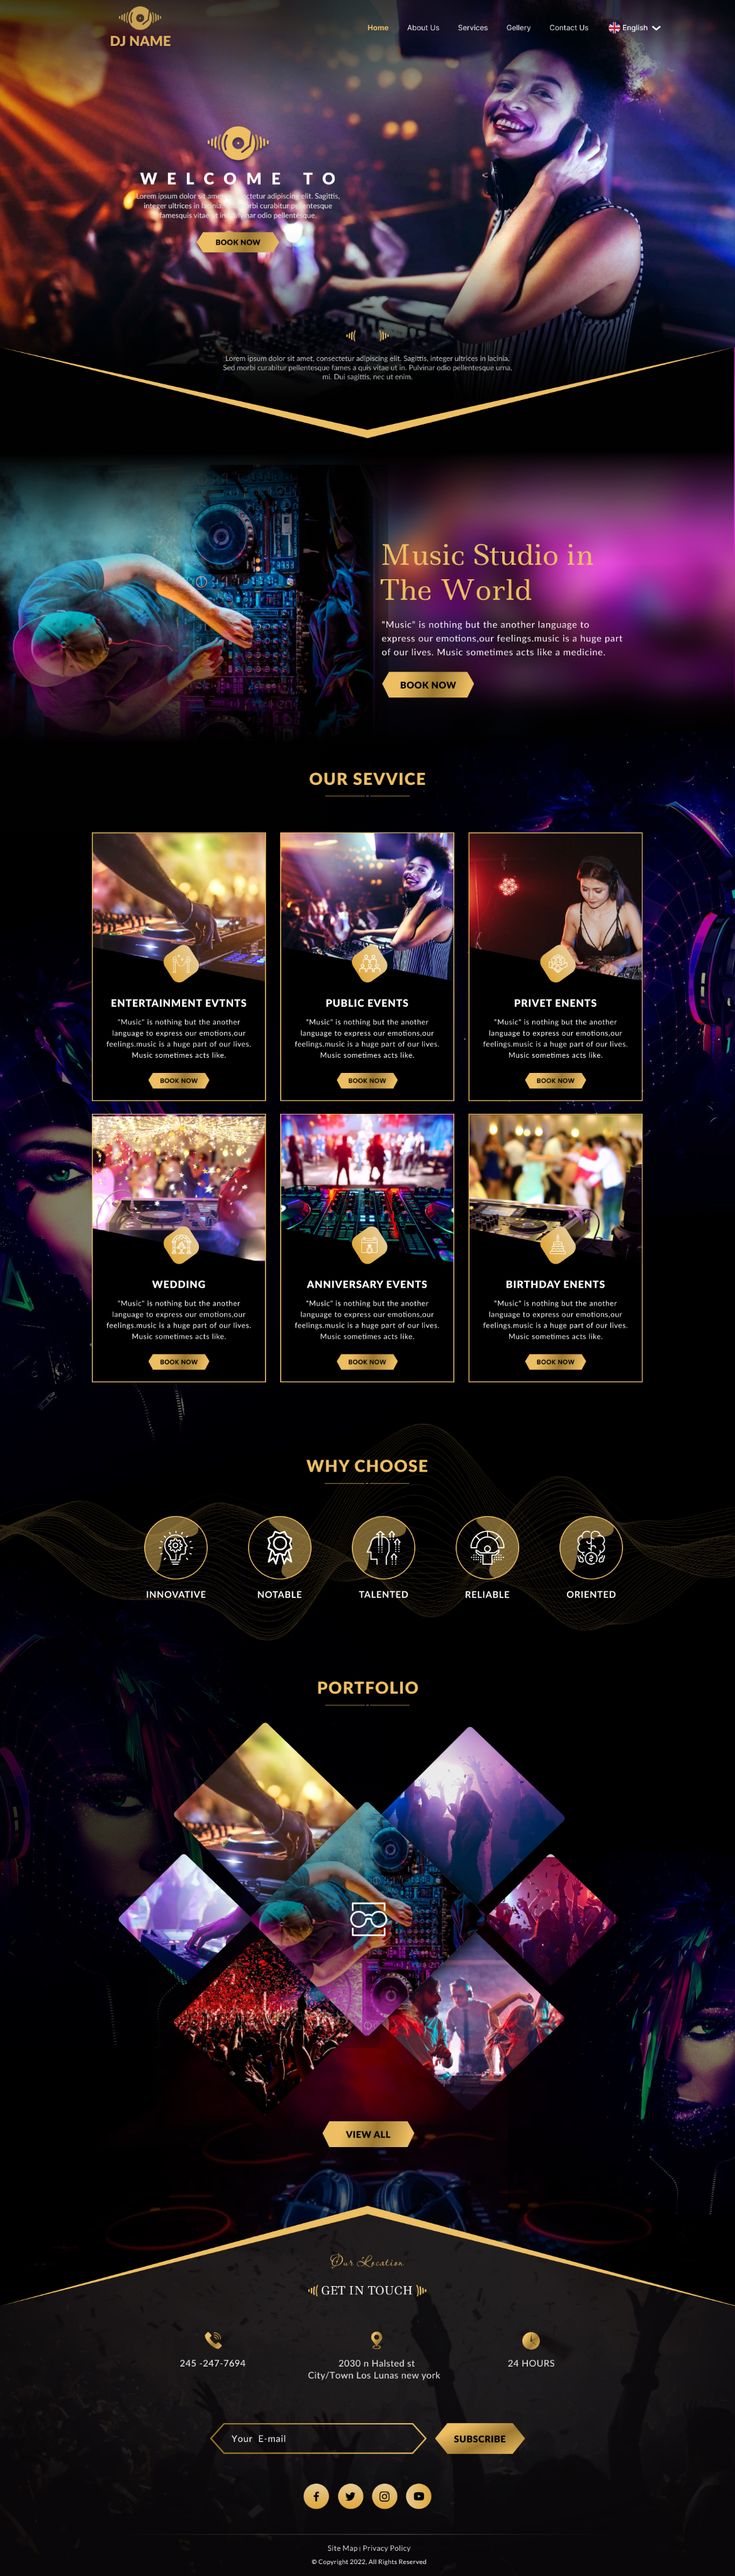 DJ NAME
Home About Us Services Gellery Contact Us English
WELCOME TO
Lorem ipsum dolor sit amet, consectetur adipiscing elit. Sagittis,
integer ultrices in lacinia. morbi curabitur pellentesque
famesquis vitae ut in. pulvinar odio pellentesque.
BOOK NOW
Lorem ipsum dolor sit amet, consectetur adipiscing elit. Sagittis, integer ultrices in lacinia.
Sed morbi curabitur pellentesque fames a quis vitae ut in. Pulvinar odio pellentesque urna,
mi. Dui sagittis, nec ut enim.
Music Studio in
The World
"Music" is nothing but the another language to
express our emotions,our feelings.music is a huge part
of our lives. Music sometimes acts like a medicine.
BOOK NOW
OUR SEVVICE
ENTERTAINMENT EVTNTS
"Music" is nothing but the another
language to express our emotions,our
feelings.music is a huge part of our lives.
Music sometimes acts like.
BOOK NOW
PUBLIC EVENTS
"Music" is nothing but the another
language to express our emotions,our
feelings.music is a huge part of our lives.
Music sometimes acts like.
BOOK NOW
PRIVET ENENTS
"Music" is nothing but the another
language to express our emotions,our
feelings.music is a huge part of our lives.
Music sometimes acts like.
BOOK NOW
WEDDING
"Music" is nothing but the another
language to express our emotions,our
feelings.music is a huge part of our lives.
Music sometimes acts like.
BOOK NOW
ANNIVERSARY EVENTS
"Music" is nothing but the another
language to express our emotions,our
feelings.music is a huge part of our lives.
Music sometimes acts like.
BOOK NOW
BIRTHDAY ENENTS
"Music" is nothing but the another
language to express our emotions,our
feelings.music is a huge part of our lives.
Music sometimes acts like.
BOOK NOW
WHY CHOOSE
INNOVATIVE NOTABLE TALENTED RELIABLE ORIENTED
PORTFOLIO
VIEW ALL
Our Location
GET IN TOUCH
245 -247-7694
2030 n Halsted st
City/Town Los Lunas new york
24 HOURS
Your E-mail
SUBSCRIBE
Site Map | Privacy Policy
© Copyright 2022, All Rights Reserved